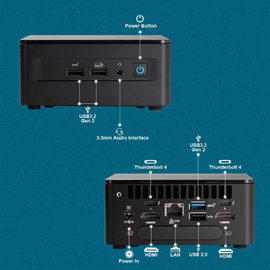 Power Button
USB3.2
Gen 2
3.5mm Audio Interface
USB3.2
Gen 2
Thunderbolt 4
Thunderbolt 4
Power In
HDMI
LAN
USB 2.0
HDMI